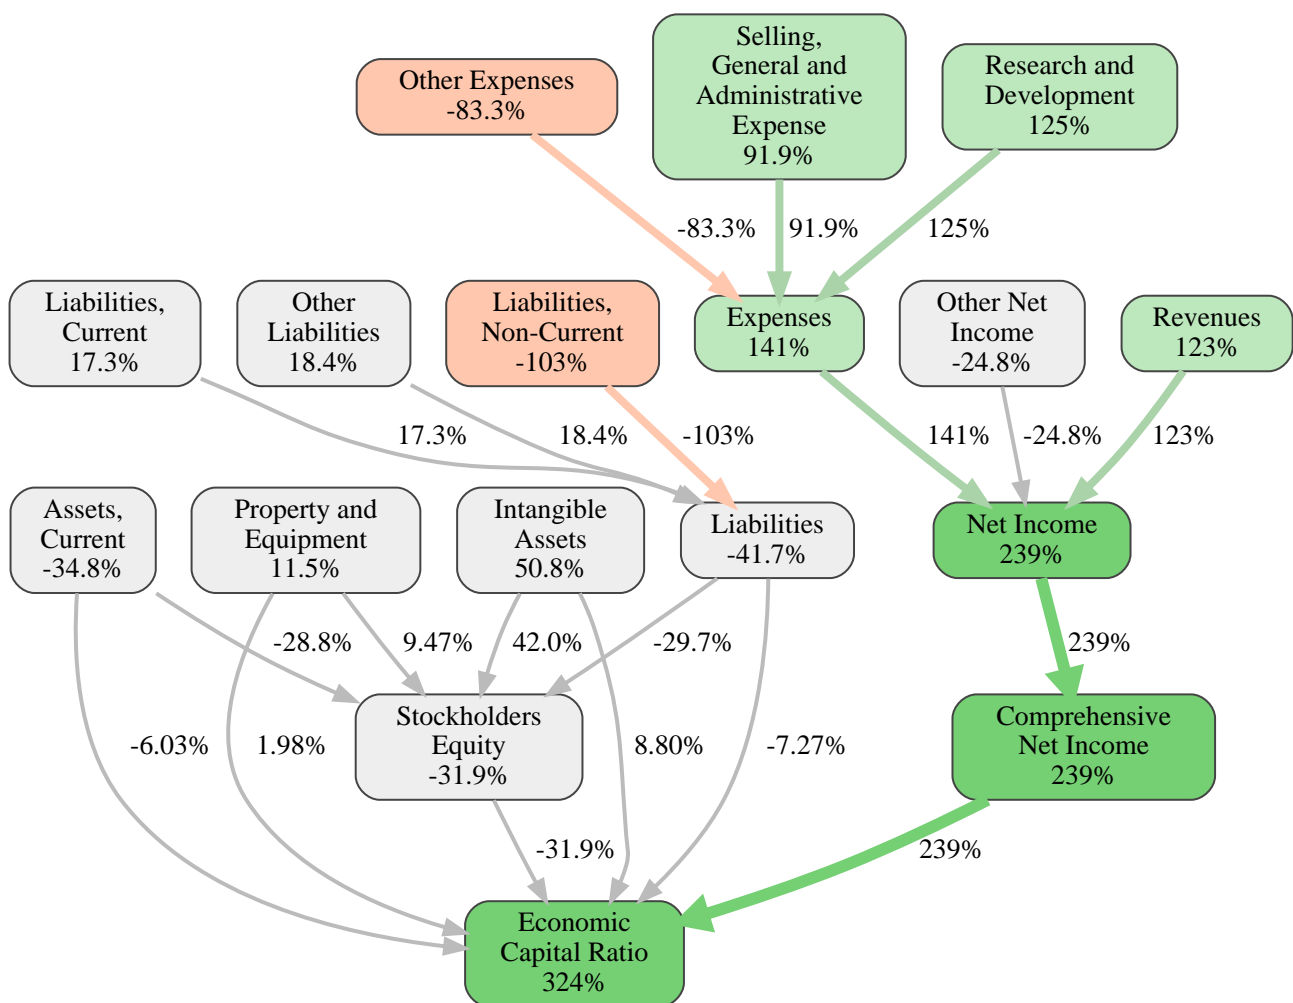 Selling,
General and
Administrative
Expense
91.9%
Other Expenses
-83.3%
Research and
Development
125%
-83.3%
91.9%
125%
Liabilities,
Current
17.3%
Other
Liabilities
18.4%
Liabilities,
Non-Current
-103%
Expenses
141%
Other Net
Income
-24.8%
Revenues
123%
17.3%
18.4%
-103%
141%
-24.8%
123%
Assets,
Current
-34.8%
Property and
Equipment
11.5%
Intangible
Assets
50.8%
Liabilities
-41.7%
Net Income
239%
-28.8%
9.47%
42.0%
-29.7%
239%
Stockholders
Equity
-31.9%
Comprehensive
Net Income
239%
-6.03%
1.98%
8.80%
-7.27%
-31.9%
239%
Economic
Capital Ratio
324%